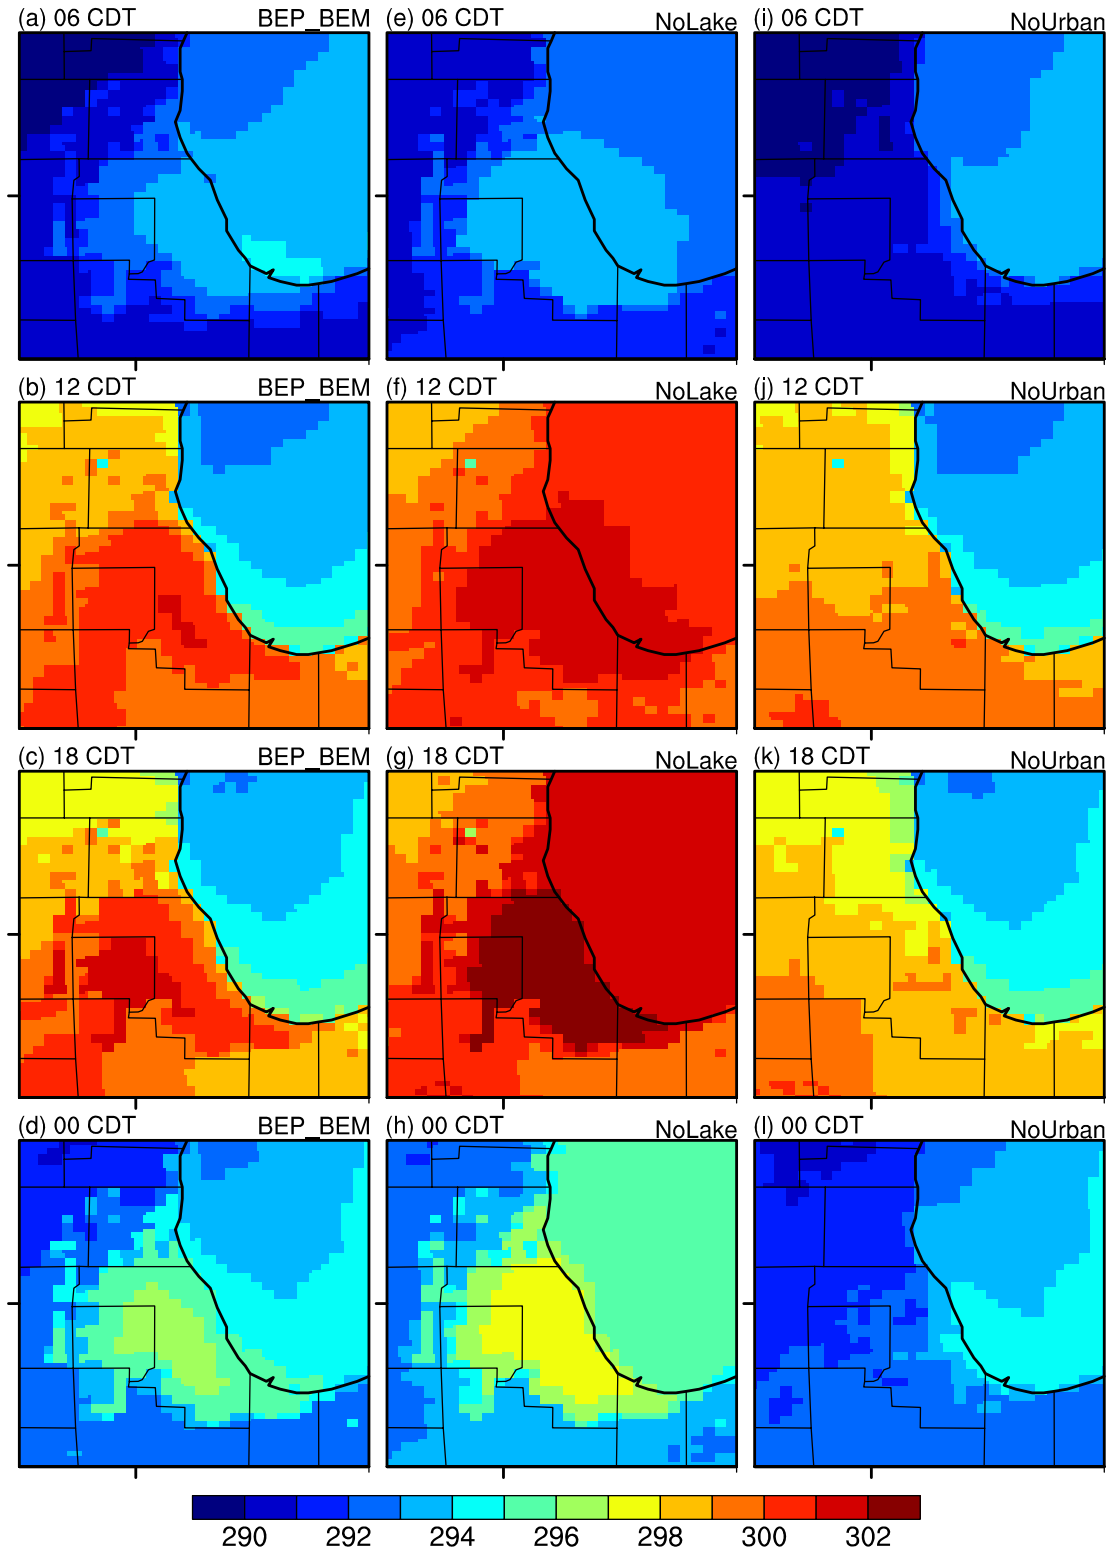 (a) 06 CDT BEP_BEM (e) 06 CDT NoLake (i) 06 CDT NoUrban
(b) 12 CDT BEP_BEM (f) 12 CDT NoLake (j) 12 CDT NoUrban
(c) 18 CDT BEP_BEM (g) 18 CDT NoLake (k) 18 CDT NoUrban
(d) 00 CDT BEP_BEM (h) 00 CDT NoLake (l) 00 CDT NoUrban
290 292 294 296 298 300 302